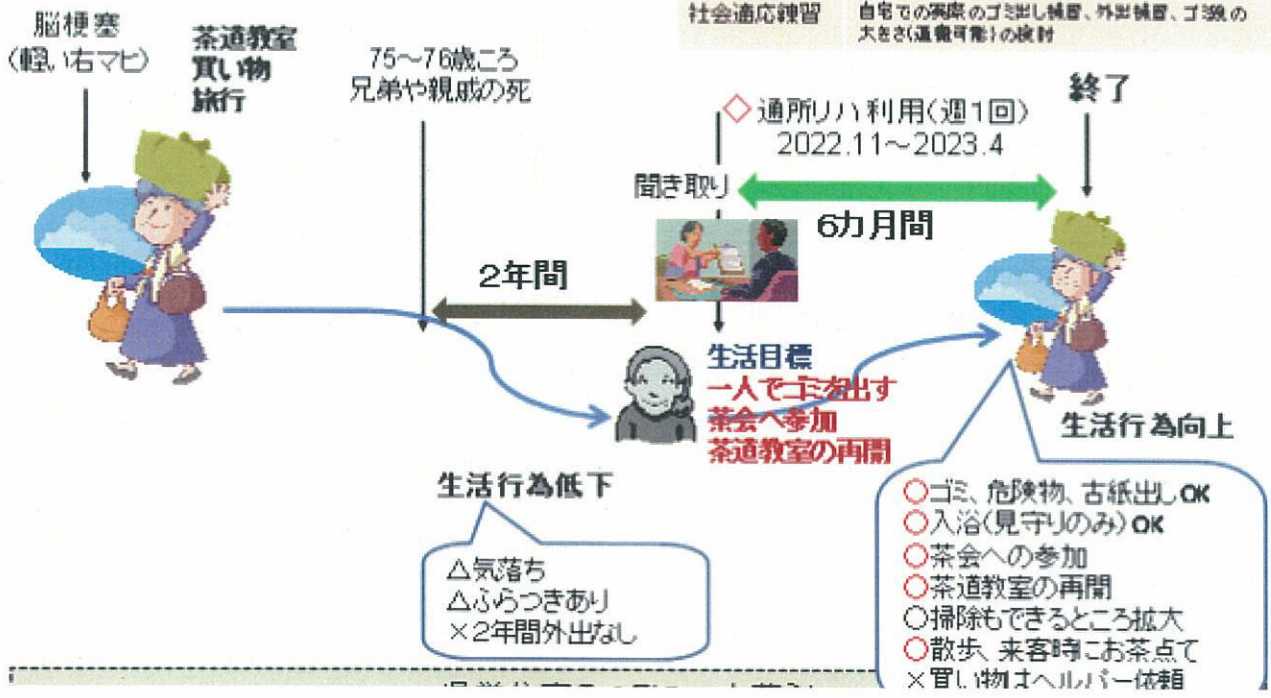 社会適応練習
自宅での実際のゴミ出し練習、外出練習、ゴミ袋の
大きさ(運搬可能)の検討
脳梗塞
(軽い右マヒ)
茶道教室
買い物
旅行
75～76歳ころ
兄弟や親戚の死
◇通所リハ利用(週1回)
2022.11～2023.4
終了
聞き取り
6カ月間
2年間
生活目標
一人でゴミを出す
茶会へ参加
茶道教室の再開
生活行為低下
△気落ち
△ふらつきあり
×2年間外出なし
生活行為向上
○ゴミ、危険物、古紙出しOK
○入浴(見守りのみ)OK
○茶会への参加
○茶道教室の再開
○掃除もできるところ拡大
○散歩、来客時にお茶点て
×買い物はヘルパー依頼